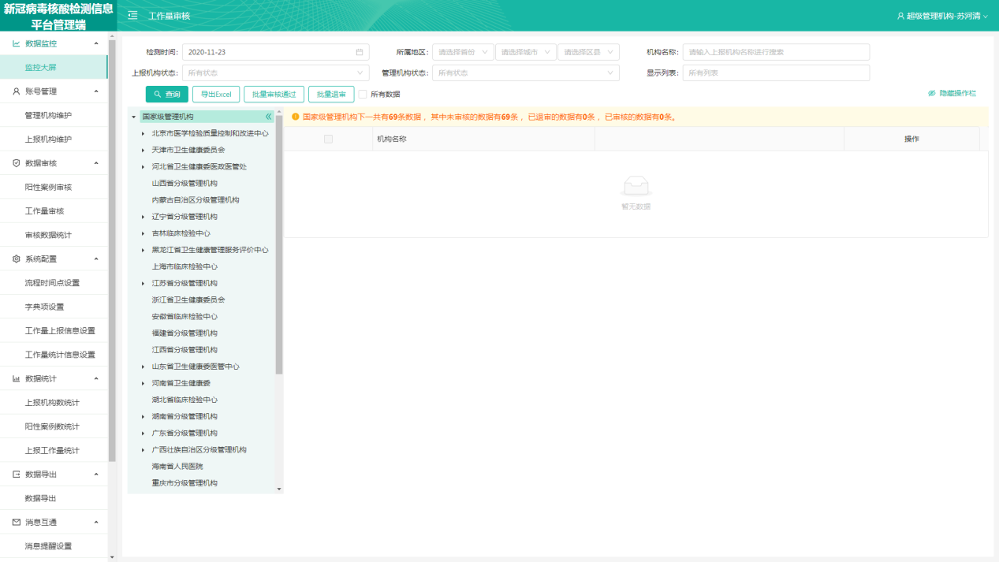 新冠病毒核酸检测信息
平台管理端
工作量审核
超级管理机构-苏河清
数据监控
监控大屏
账号管理
管理机构维护
上报机构维护
数据审核
阳性案例审核
工作量审核
审核数据统计
系统配置
流程时间点设置
字典项设置
工作量上报信息设置
工作量统计信息设置
数据统计
上报机构数统计
阳性案例数统计
上报工作量统计
数据导出
数据导出
消息互通
消息提醒设置
检测时间: 2020-11-23 所属地区: 请选择省份 请选择城市 请选择区县 机构名称: 请输入上报机构名称进行搜索
上报机构状态: 所有状态 管理机构状态: 所有状态 显示列表: 所有列表
查询 导出Excel 批量审核通过 批量退审 所有数据 隐藏操作栏
国家级管理机构
北京市医学检验质量控制和改进中心
天津市卫生健康委员会
河北省卫生健康委医政医管处
山西省分级管理机构
内蒙古自治区分级管理机构
辽宁省分级管理机构
吉林临床检验中心
黑龙江省卫生健康管理服务评价中心
上海市临床检验中心
江苏省分级管理机构
浙江省卫生健康委员会
安徽省临床检验中心
福建省分级管理机构
江西省分级管理机构
山东省卫生健康委医管中心
河南省卫生健康委
湖北省临床检验中心
湖南省分级管理机构
广东省分级管理机构
广西壮族自治区分级管理机构
海南省人民医院
重庆市分级管理机构
国家级管理机构下一共有69条数据，其中未审核的数据有69条，已退审的数据有0条，已审核的数据有0条。
机构名称 操作
暂无数据